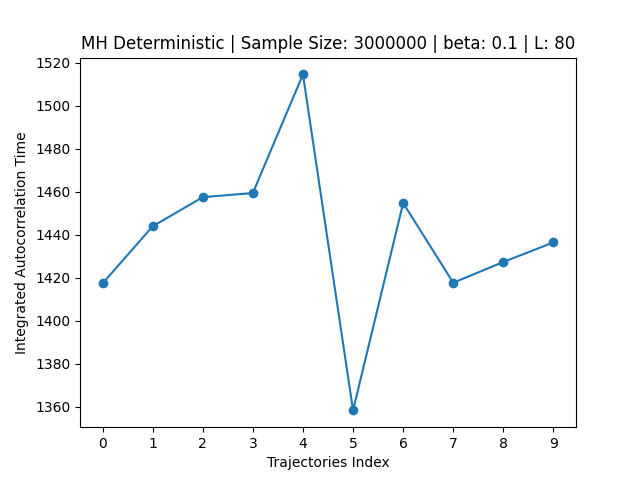 MH Deterministic | Sample Size: 3000000 | beta: 0.1 | L: 80
1520
1500
1480
1460
1440
1420
1400
1380
1360
Integrated Autocorrelation Time
0 1 2 3 4 5 6 7 8 9
Trajectories Index